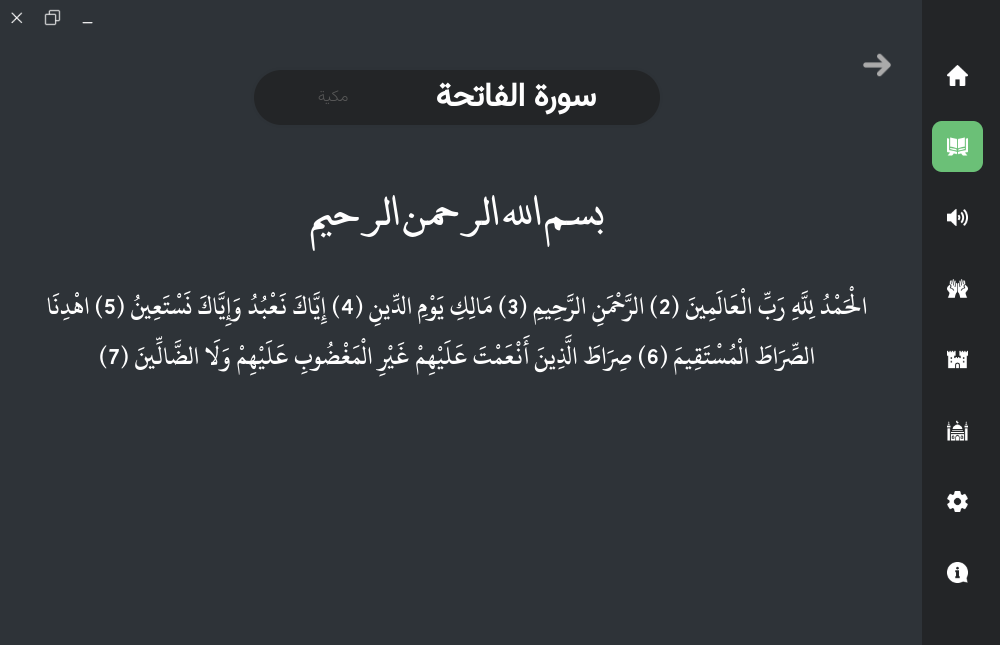 سورة الفاتحة مكية
بسم الله الرحمن الرحيم
الْحَمْدُ لِلَّهِ رَبِّ الْعَالَمِينَ (2) الرَّحْمَنِ الرَّحِيمِ (3) مَالِكِ يَوْمِ الدِّينِ (4) إِيَّاكَ نَعْبُدُ وَإِيَّاكَ نَسْتَعِينُ (5) اهْدِنَا
الصِّرَاطَ الْمُسْتَقِيمَ (6) صِرَاطَ الَّذِينَ أَنْعَمْتَ عَلَيْهِمْ غَيْرِ الْمَغْضُوبِ عَلَيْهِمْ وَلَا الضَّالِّينَ (7)